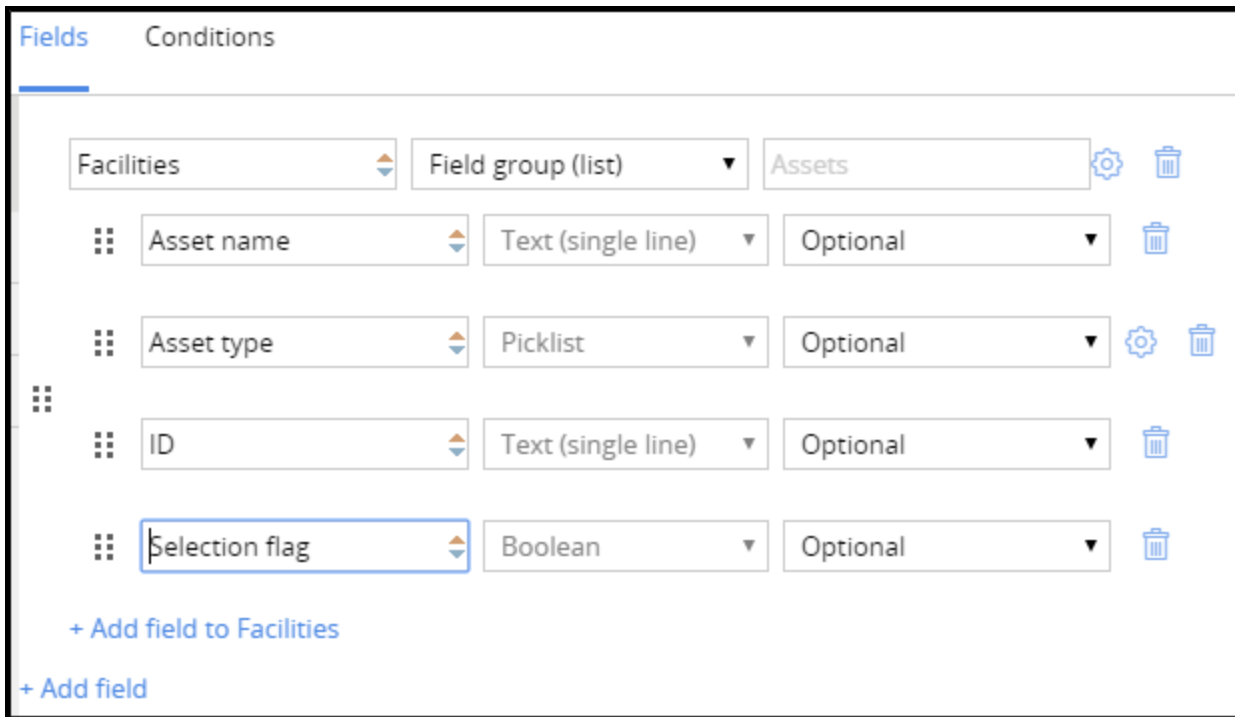 Fields Conditions
Facilities Field group (list) Assets
Asset name Text (single line) Optional
Asset type Picklist Optional
ID Text (single line) Optional
Selection flag Boolean Optional
+ Add field to Facilities
+ Add field